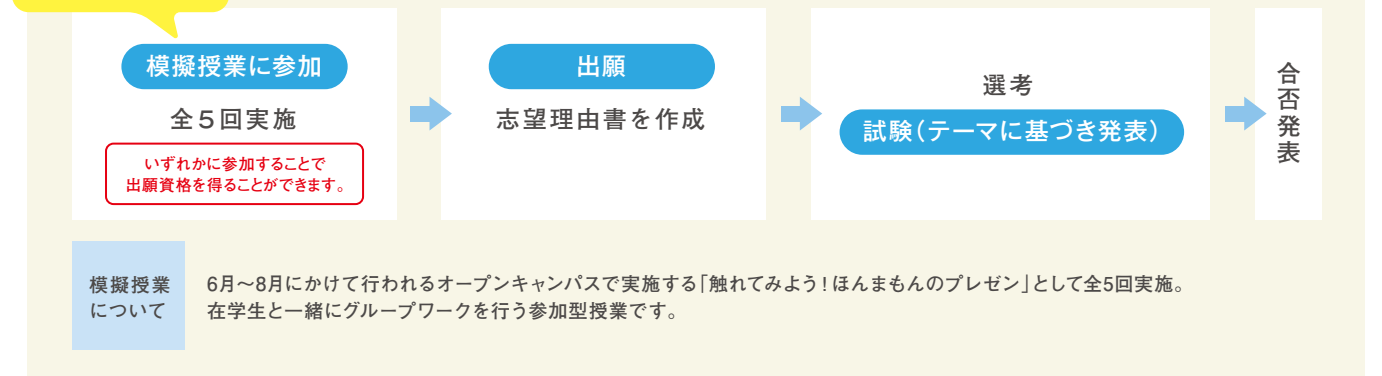 模擬授業に参加
全5回実施
いずれかに参加することで
出願資格を得ることができます。
出願
志望理由書を作成
選考
試験(テーマに基づき発表)
合否発表
模擬授業
について
6月〜8月にかけて行われるオープンキャンパスで実施する「触れてみよう!ほんまもんのプレゼン」として全5回実施。
在学生と一緒にグループワークを行う参加型授業です。